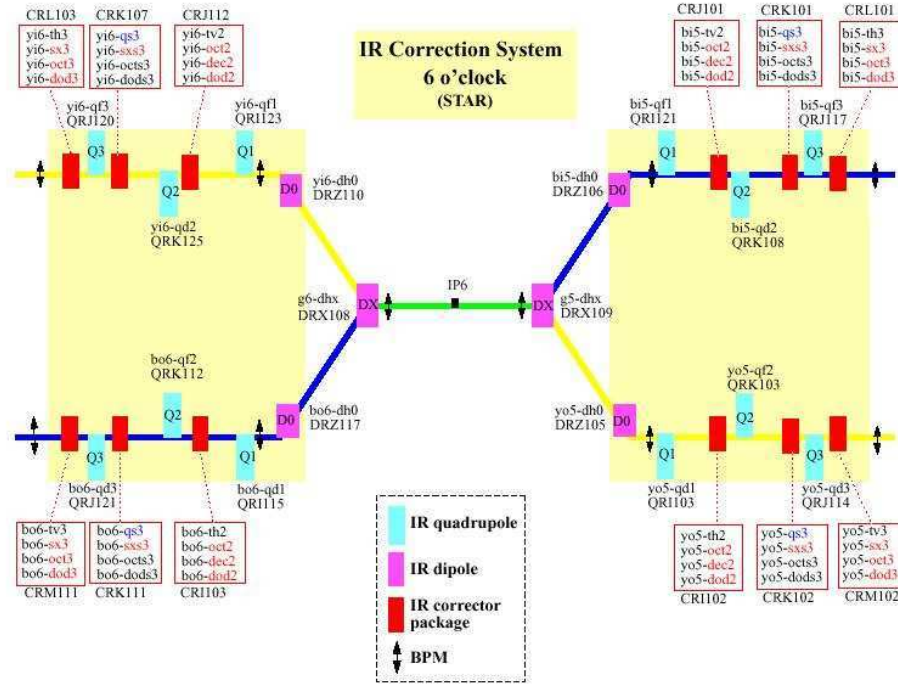 CRL103
yi6-th3
yi6-sx3
yi6-oct3
yi6-dod3
CRK107
yi6-qs3
yi6-sxs3
yi6-octs3
yi6-dods3
CRJ112
yi6-tv2
yi6-oct2
yi6-dec2
yi6-dod2
IR Correction System
6 o'clock
(STAR)
CRJ101
bi5-tv2
bi5-oct2
bi5-dec2
bi5-dod2
CRK101
bi5-qs3
bi5-sxs3
bi5-octs3
bi5-dods3
CRL101
bi5-th3
bi5-sx3
bi5-oct3
bi5-dod3
yi6-qf3
QRJ120
yi6-qf1
QRI123
bi5-qf1
QRI121
bi5-qf3
QRJ117
Q3
Q2
Q1
D0
yi6-dh0
DRZ110
yi6-qd2
QRK125
bi5-dh0
DRZ106
D0
Q1
Q2
Q3
bi5-qd2
QRK108
g6-dhx
DRX108
DX
IP6
DX
g5-dhx
DRX109
bo6-qf2
QRK112
bo6-dh0
DRZ117
D0
Q3
Q2
Q1
yo5-dh0
DRZ105
D0
yo5-qf2
QRK103
Q1
Q2
Q3
bo6-qd3
QRJ121
bo6-qd1
QRI115
yo5-qd1
QRI103
yo5-qd3
QRJ114
bo6-tv3
bo6-sx3
bo6-oct3
bo6-dod3
CRM111
bo6-qs3
bo6-sxs3
bo6-octs3
bo6-dods3
CRK111
bo6-th2
bo6-oct2
bo6-dec2
bo6-dod2
CRI103
IR quadrupole
IR dipole
IR corrector
package
BPM
yo5-th2
yo5-oct2
yo5-dec2
yo5-dod2
CRI102
yo5-qs3
yo5-sxs3
yo5-octs3
yo5-dods3
CRK102
yo5-tv3
yo5-sx3
yo5-oct3
yo5-dod3
CRM102